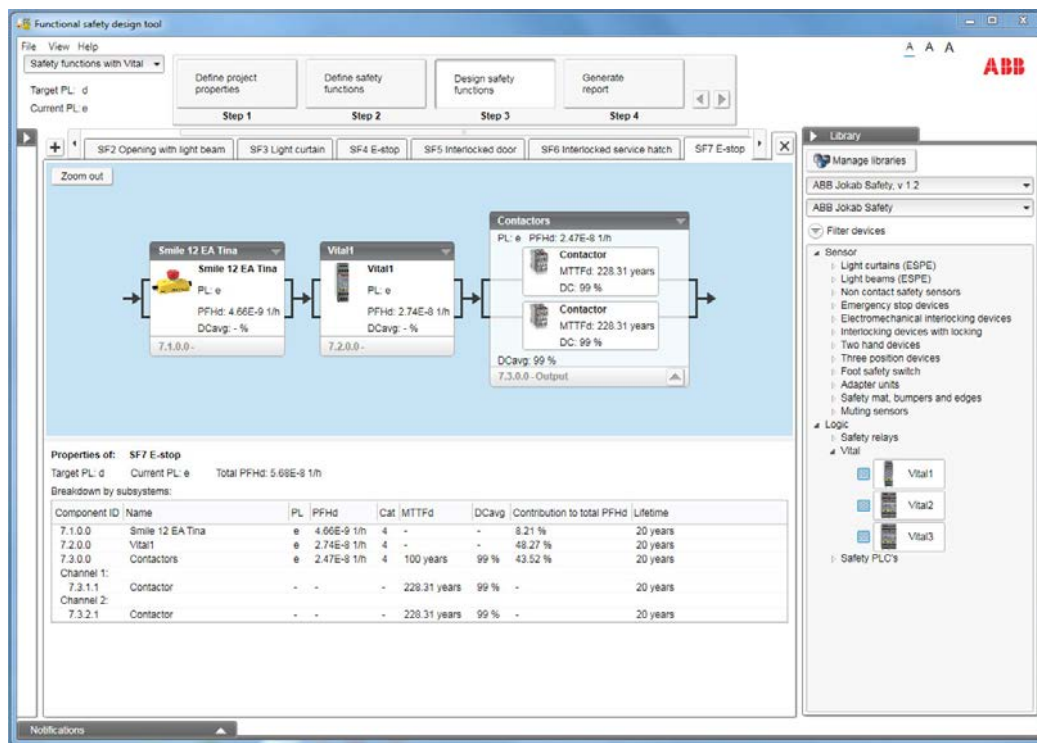 Functional safety design tool
File View Help
A A A
ABB
Safety functions with Vital
Target PL: d
Current PL: e
Define project properties
Step 1
Define safety functions
Step 2
Design safety functions
Step 3
Generate report
Step 4
SF2 Opening with light beam
SF3 Light curtain
SF4 E-stop
SF5 Interlocked door
SF6 Interlocked service hatch
SF7 E-stop
Zoom out
Smile 12 EA Tina
Smile 12 EA Tina
PL: e
PFHd: 4.66E-9 1/h
DCavg: - %
7.1.0.0 -
Vital1
Vital1
PL: e
PFHd: 2.74E-8 1/h
DCavg: - %
7.2.0.0 -
Contactors
PL: e PFHd: 2.47E-8 1/h
Contactor
MTTFd: 228.31 years
DC: 99 %
Contactor
MTTFd: 228.31 years
DC: 99 %
DCavg: 99 %
7.3.0.0 - Output
Properties of: SF7 E-stop
Target PL: d Current PL: e Total PFHd: 5.68E-8 1/h
Breakdown by subsystems:
Component ID Name PL PFHd Cat MTTFd DCavg Contribution to total PFHd Lifetime
7.1.0.0 Smile 12 EA Tina e 4.66E-9 1/h 4 - - 8.21 % 20 years
7.2.0.0 Vital1 e 2.74E-8 1/h 4 - - 48.27 % 20 years
7.3.0.0 Contactors e 2.47E-8 1/h 4 100 years 99 % 43.52 % 20 years
Channel 1:
7.3.1.1 Contactor - - - 228.31 years 99 % - 20 years
Channel 2:
7.3.2.1 Contactor - - - 228.31 years 99 % - 20 years
Library
Manage libraries
ABB Jokab Safety, v 1.2
ABB Jokab Safety
Filter devices
Sensor
Light curtains (ESPE)
Light beams (ESPE)
Non contact safety sensors
Emergency stop devices
Electromechanical interlocking devices
Interlocking devices with locking
Two hand devices
Three position devices
Foot safety switch
Adapter units
Safety mat, bumpers and edges
Muting sensors
Logic
Safety relays
Vital
Vital1
Vital2
Vital3
Safety PLC's
Notifications